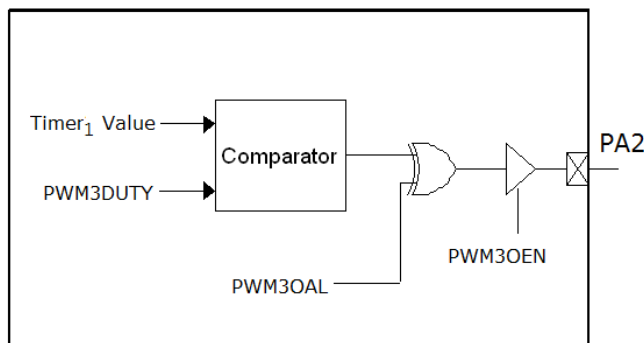 PA2
Timer₁ Value
Comparator
PWM3DUTY
PWM3OEN
PWM3OAL